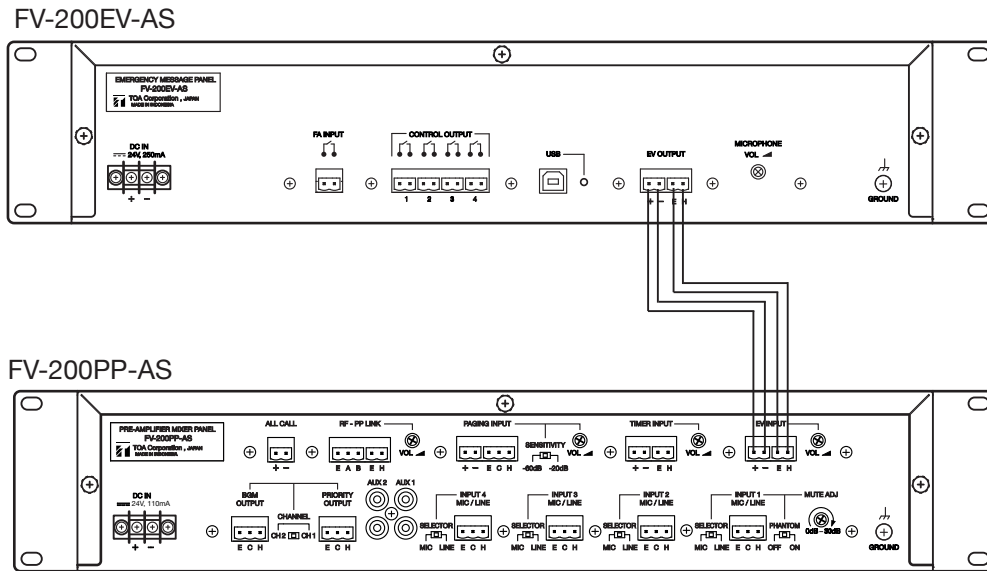 FV-200EV-AS
EMERGENCY MESSAGE PANEL
FV-200EV-AS
TOA Corporation , JAPAN
MADE IN INDONESIA
DC IN
24V, 250mA
+ −
FA INPUT
CONTROL OUTPUT
1 2 3 4
USB
EV OUTPUT
+ − E H
MICROPHONE
VOL
GROUND
FV-200PP-AS
PRE-AMPLIFIER MIXER PANEL
FV-200PP-AS
TOA Corporation , JAPAN
MADE IN INDONESIA
DC IN
24V, 110mA
+ −
ALL CALL
+ −
RF - PP LINK
VOL
E A B E H
PAGING INPUT
SENSITIVITY
-60dB -20dB
VOL
+ − E C H
TIMER INPUT
VOL
+ − E H
EV INPUT
VOL
+ − E H
BGM
OUTPUT
E C H
CHANNEL
CH 2 CH 1
PRIORITY
OUTPUT
E C H
AUX 2 AUX 1
INPUT 4
MIC / LINE
SELECTOR
MIC LINE E C H
INPUT 3
MIC / LINE
SELECTOR
MIC LINE E C H
INPUT 2
MIC / LINE
SELECTOR
MIC LINE E C H
INPUT 1
MIC / LINE
SELECTOR
MIC LINE E C H
PHANTOM
OFF ON
MUTE ADJ
0dB - 30dB
GROUND